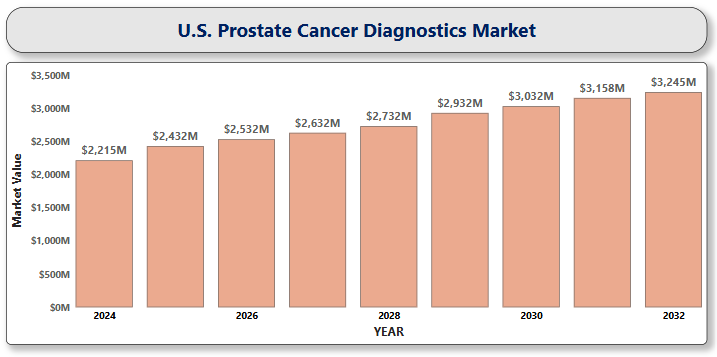 U.S. Prostate Cancer Diagnostics Market
$3,500M
$3,000M
$2,500M
$2,000M
$1,500M
$1,000M
$500M
$0M
Market Value
$2,215M
$2,432M
$2,532M
$2,632M
$2,732M
$2,932M
$3,032M
$3,158M
$3,245M
2024
2026
2028
2030
2032
YEAR